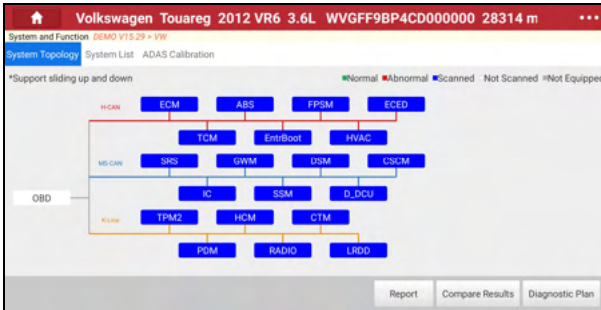 Volkswagen Touareg 2012 VR6 3.6L WVGFF9BP4CD000000 28314 m
System and Function DEMO V15.29 > VW
System Topology System List ADAS Calibration
*Support sliding up and down Normal Abnormal Scanned Not Scanned Not Equipped
H-CAN ECM ABS FPSM ECED
TCM EntrBoot HVAC
MS-CAN SRS GWM DSM CSCM
OBD IC SSM D_DCU
K-Line TPM2 HCM CTM
PDM RADIO LRDD
Report Compare Results Diagnostic Plan